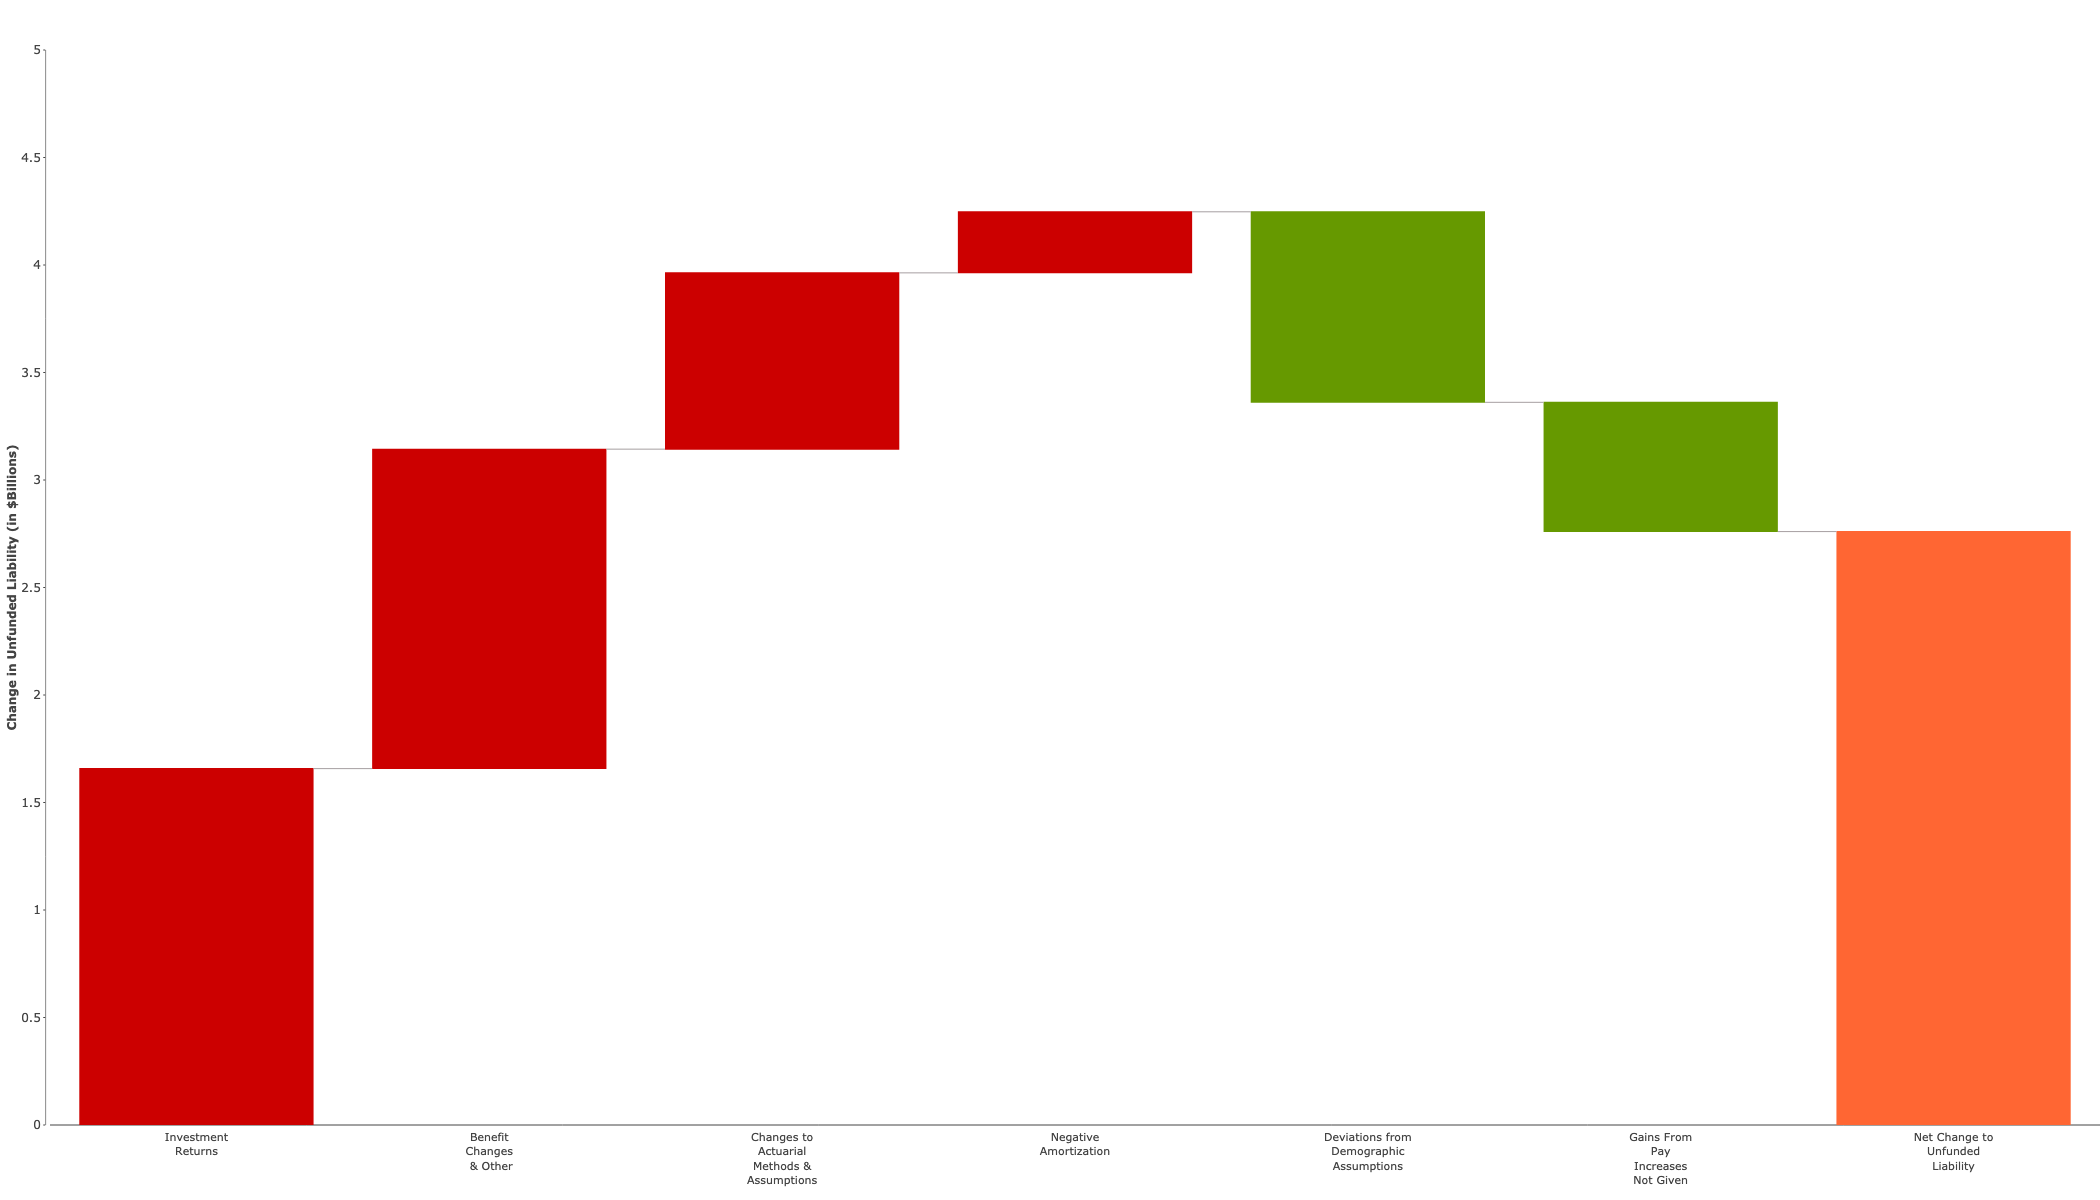 Change in Unfunded Liability (in $Billions)
5
4.5
4
3.5
3
2.5
2
1.5
1
0.5
0
Investment
Returns
Benefit
Changes
& Other
Changes to
Actuarial
Methods &
Assumptions
Negative
Amortization
Deviations from
Demographic
Assumptions
Gains From
Pay
Increases
Not Given
Net Change to
Unfunded
Liability